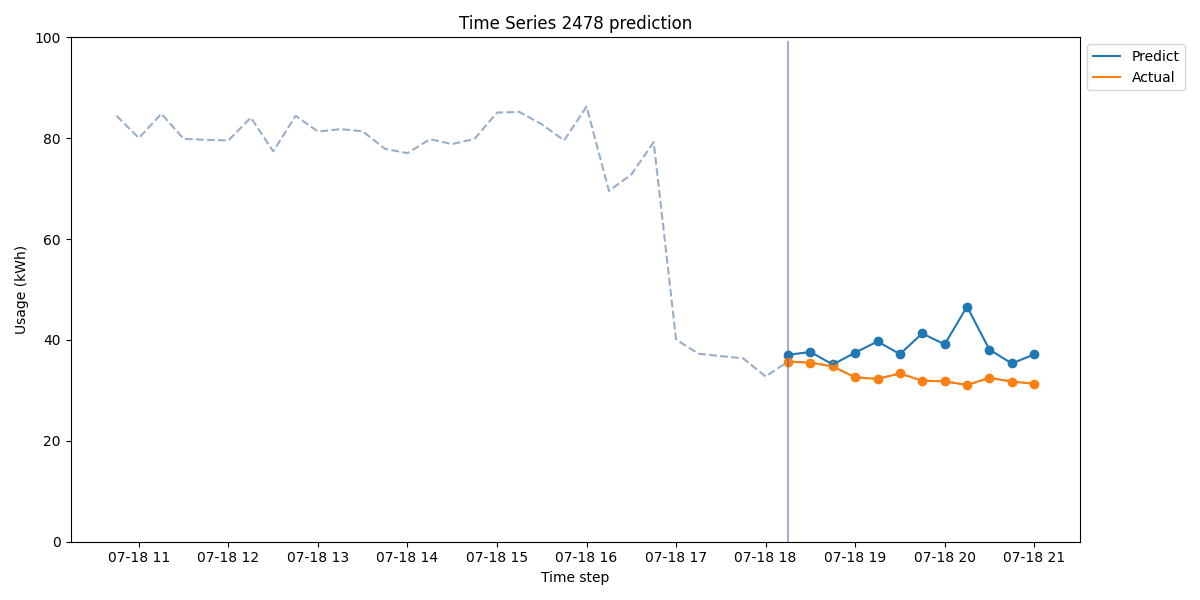 Time Series 2478 prediction
100
80
60
40
20
0
Usage (kWh)
07-18 11 07-18 12 07-18 13 07-18 14 07-18 15 07-18 16 07-18 17 07-18 18 07-18 19 07-18 20 07-18 21
Time step
Predict
Actual